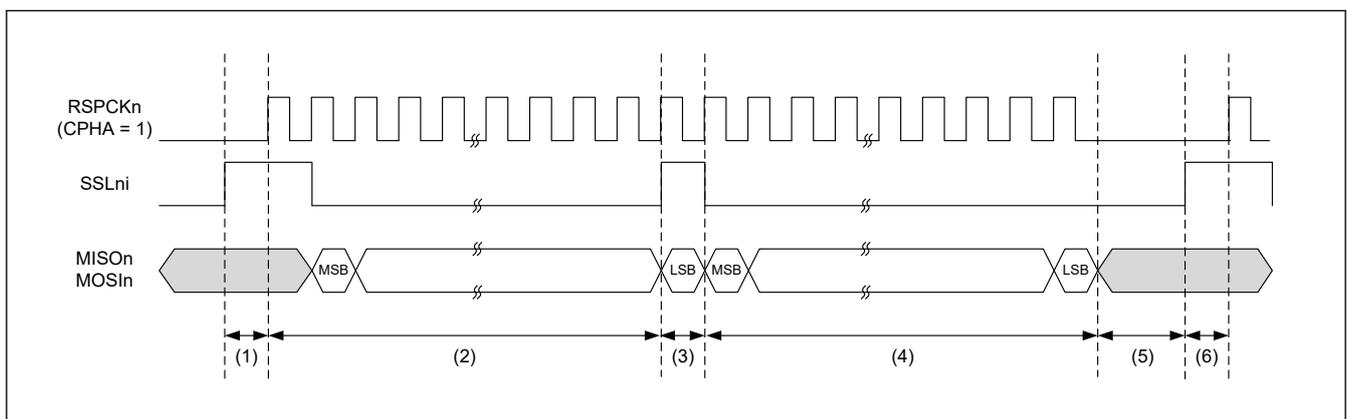 RSPCKn
(CPHA = 1)
SSLni
MISOn
MOSIn
MSB
LSB
MSB
LSB
(1)
(2)
(3)
(4)
(5)
(6)